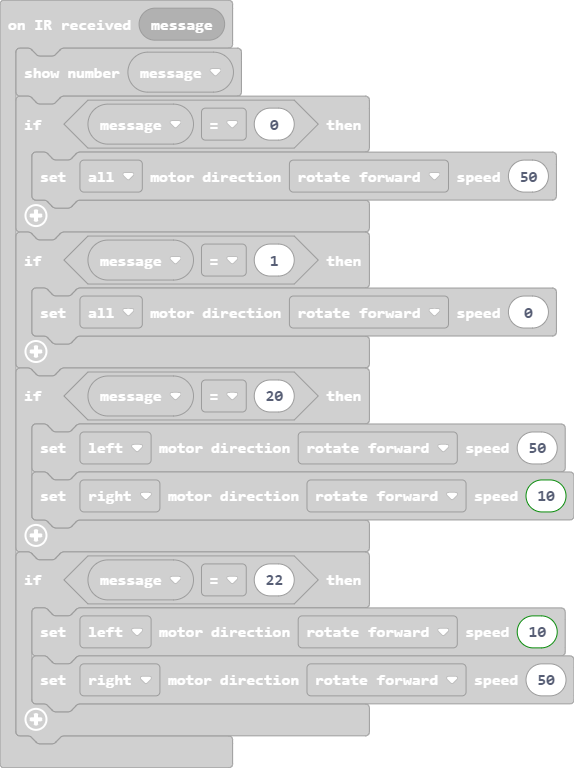 on IR received message
show number message
if message = 0 then
set all motor direction rotate forward speed 50
if message = 1 then
set all motor direction rotate forward speed 0
if message = 20 then
set left motor direction rotate forward speed 50
set right motor direction rotate forward speed 10
if message = 22 then
set left motor direction rotate forward speed 10
set right motor direction rotate forward speed 50